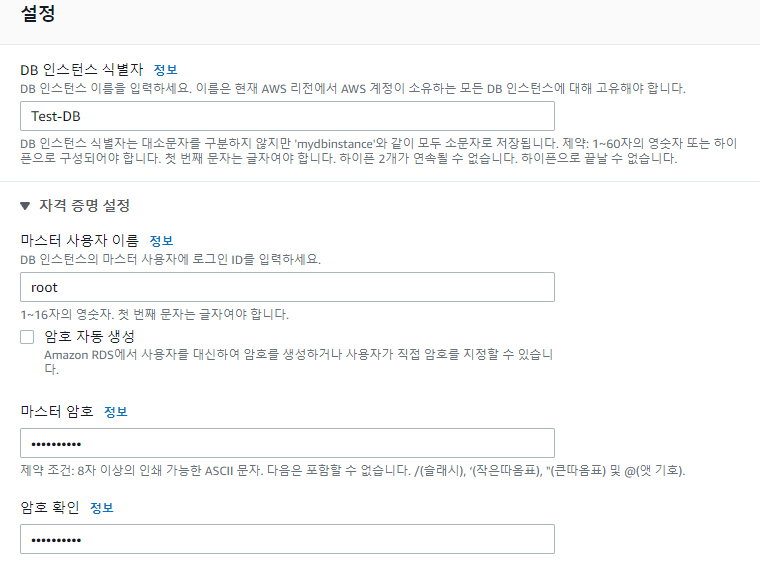 설정
DB 인스턴스 식별자 정보
DB 인스턴스 이름을 입력하세요. 이름은 현재 AWS 리전에서 AWS 계정이 소유하는 모든 DB 인스턴스에 대해 고유해야 합니다.
Test-DB
DB 인스턴스 식별자는 대소문자를 구분하지 않지만 'mydbinstance'와 같이 모두 소문자로 저장됩니다. 제약: 1~60자의 영숫자 또는 하이
픈으로 구성되어야 합니다. 첫 번째 문자는 글자여야 합니다. 하이픈 2개가 연속될 수 없습니다. 하이픈으로 끝날 수 없습니다.
▼ 자격 증명 설정
마스터 사용자 이름 정보
DB 인스턴스의 마스터 사용자에 로그인 ID를 입력하세요.
root
1~16자의 영숫자. 첫 번째 문자는 글자여야 합니다.
암호 자동 생성
Amazon RDS에서 사용자를 대신하여 암호를 생성하거나 사용자가 직접 암호를 지정할 수 있습니
다.
마스터 암호 정보
••••••••••
제약 조건: 8자 이상의 인쇄 가능한 ASCII 문자. 다음은 포함할 수 없습니다. /(슬래시), '(작은따옴표), "(큰따옴표) 및 @(앳 기호).
암호 확인 정보
••••••••••